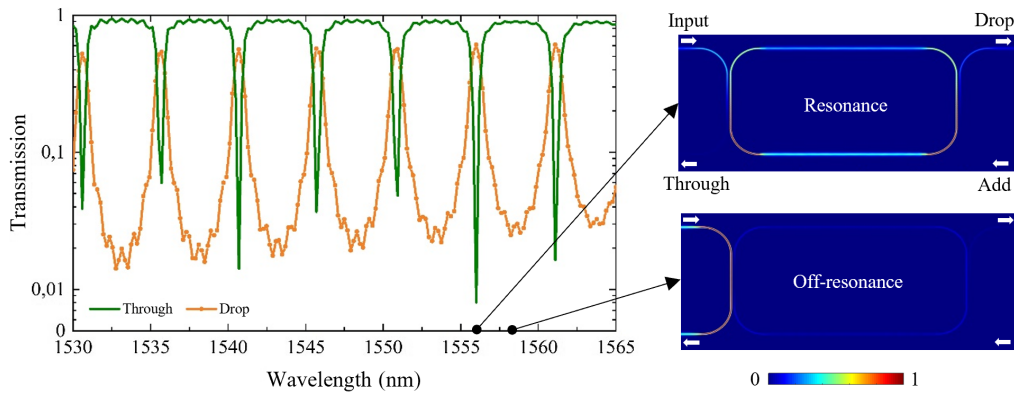 1
0,1
0,01
0
Transmission
1530 1535 1540 1545 1550 1555 1560 1565
Wavelength (nm)
Through Drop
Input Drop
Resonance
Through Add
Off-resonance
0 1